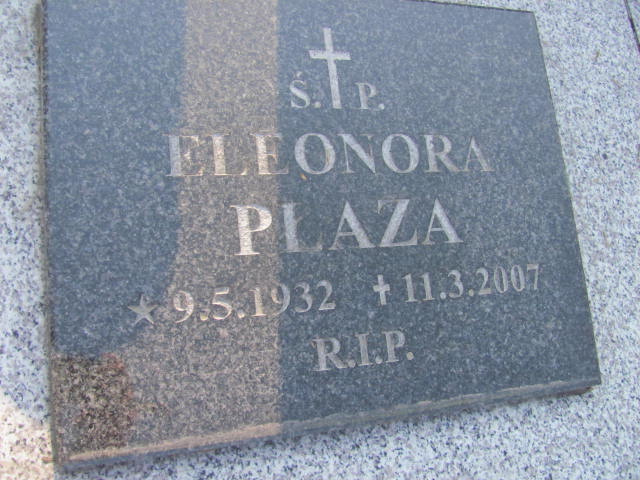 Ś. P.
ELEONORA
PŁAZA
★ 9.5.1932 ✝ 11.3.2007
R.I.P.